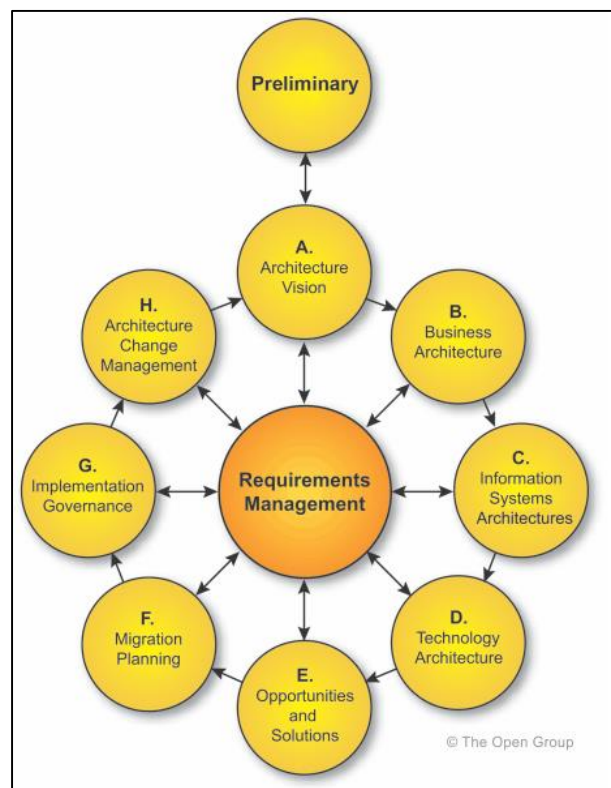 Preliminary
A.
Architecture
Vision
B.
Business
Architecture
C.
Information
Systems
Architectures
D.
Technology
Architecture
E.
Opportunities
and
Solutions
F.
Migration
Planning
G.
Implementation
Governance
H.
Architecture
Change
Management
Requirements
Management
© The Open Group